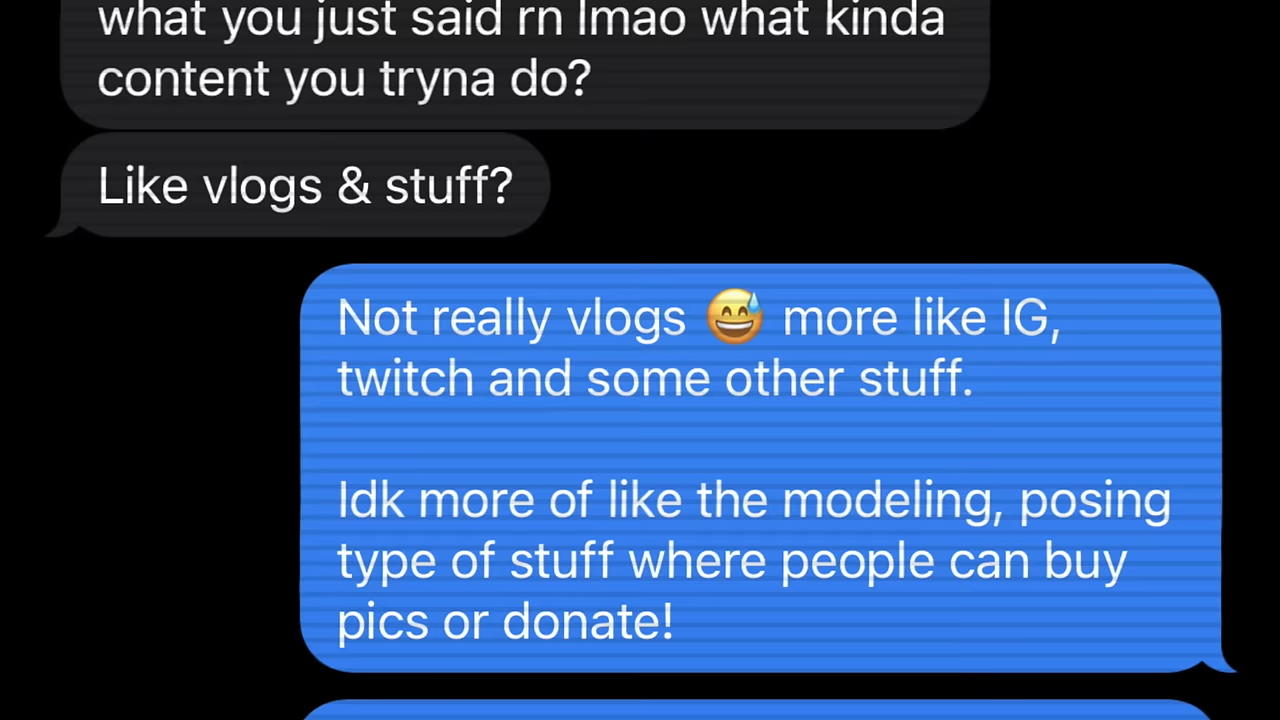 what you just said rn lmao what kinda
content you tryna do?
Like vlogs & stuff?
Not really vlogs 😅 more like IG,
twitch and some other stuff.
Idk more of like the modeling, posing
type of stuff where people can buy
pics or donate!